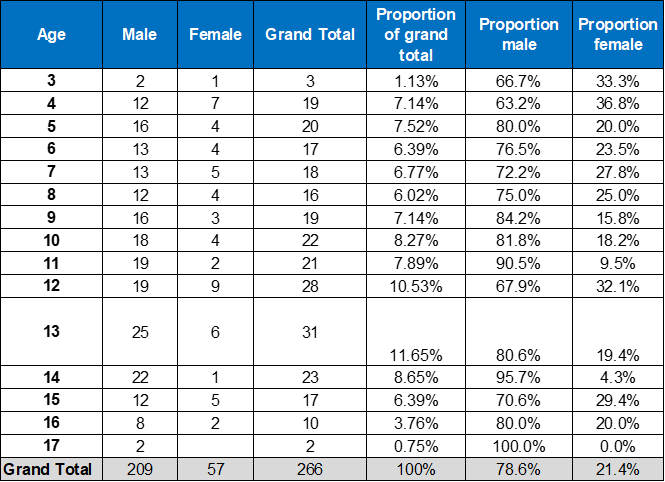 Age Male Female Grand Total Proportion of grand total Proportion male Proportion female
3 2 1 3 1.13% 66.7% 33.3%
4 12 7 19 7.14% 63.2% 36.8%
5 16 4 20 7.52% 80.0% 20.0%
6 13 4 17 6.39% 76.5% 23.5%
7 13 5 18 6.77% 72.2% 27.8%
8 12 4 16 6.02% 75.0% 25.0%
9 16 3 19 7.14% 84.2% 15.8%
10 18 4 22 8.27% 81.8% 18.2%
11 19 2 21 7.89% 90.5% 9.5%
12 19 9 28 10.53% 67.9% 32.1%
13 25 6 31 11.65% 80.6% 19.4%
14 22 1 23 8.65% 95.7% 4.3%
15 12 5 17 6.39% 70.6% 29.4%
16 8 2 10 3.76% 80.0% 20.0%
17 2 2 0.75% 100.0% 0.0%
Grand Total 209 57 266 100% 78.6% 21.4%